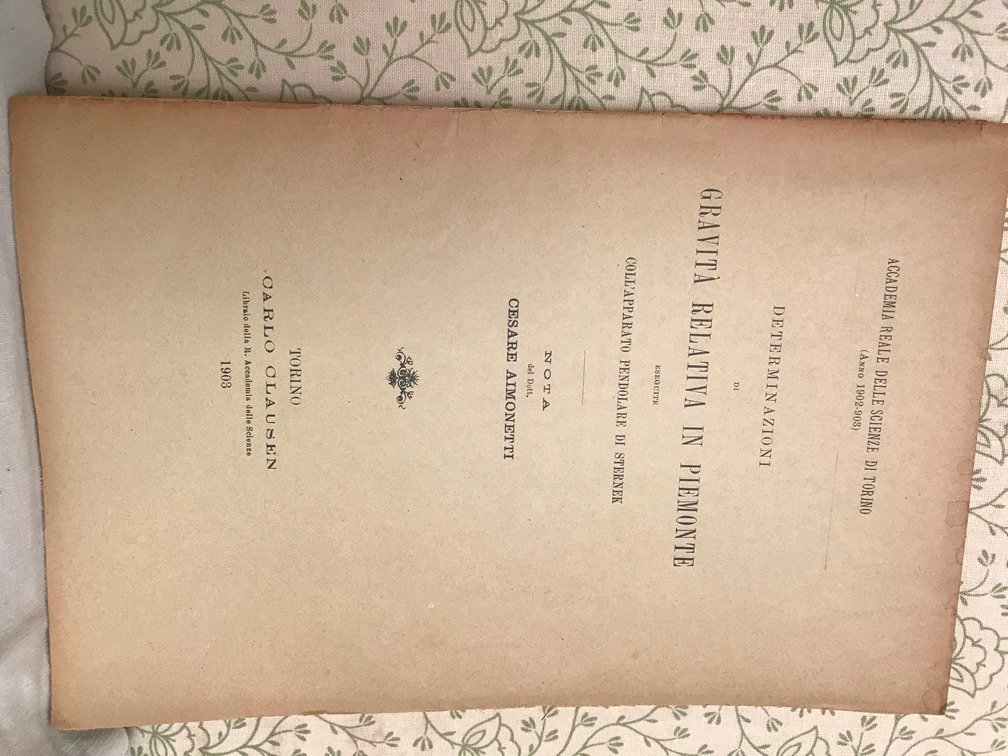 ACCADEMIA REALE DELLE SCIENZE DI TORINO
(Anno 1902-903)
DETERMINAZIONI
DI
GRAVITÀ RELATIVA IN PIEMONTE
ESEGUITE
COLL'APPARATO PENDOLARE DI STERNEK
NOTA
del Dott.
CESARE AIMONETTI
TORINO
CARLO CLAUSEN
Libraio della R. Accademia delle Scienze
1903